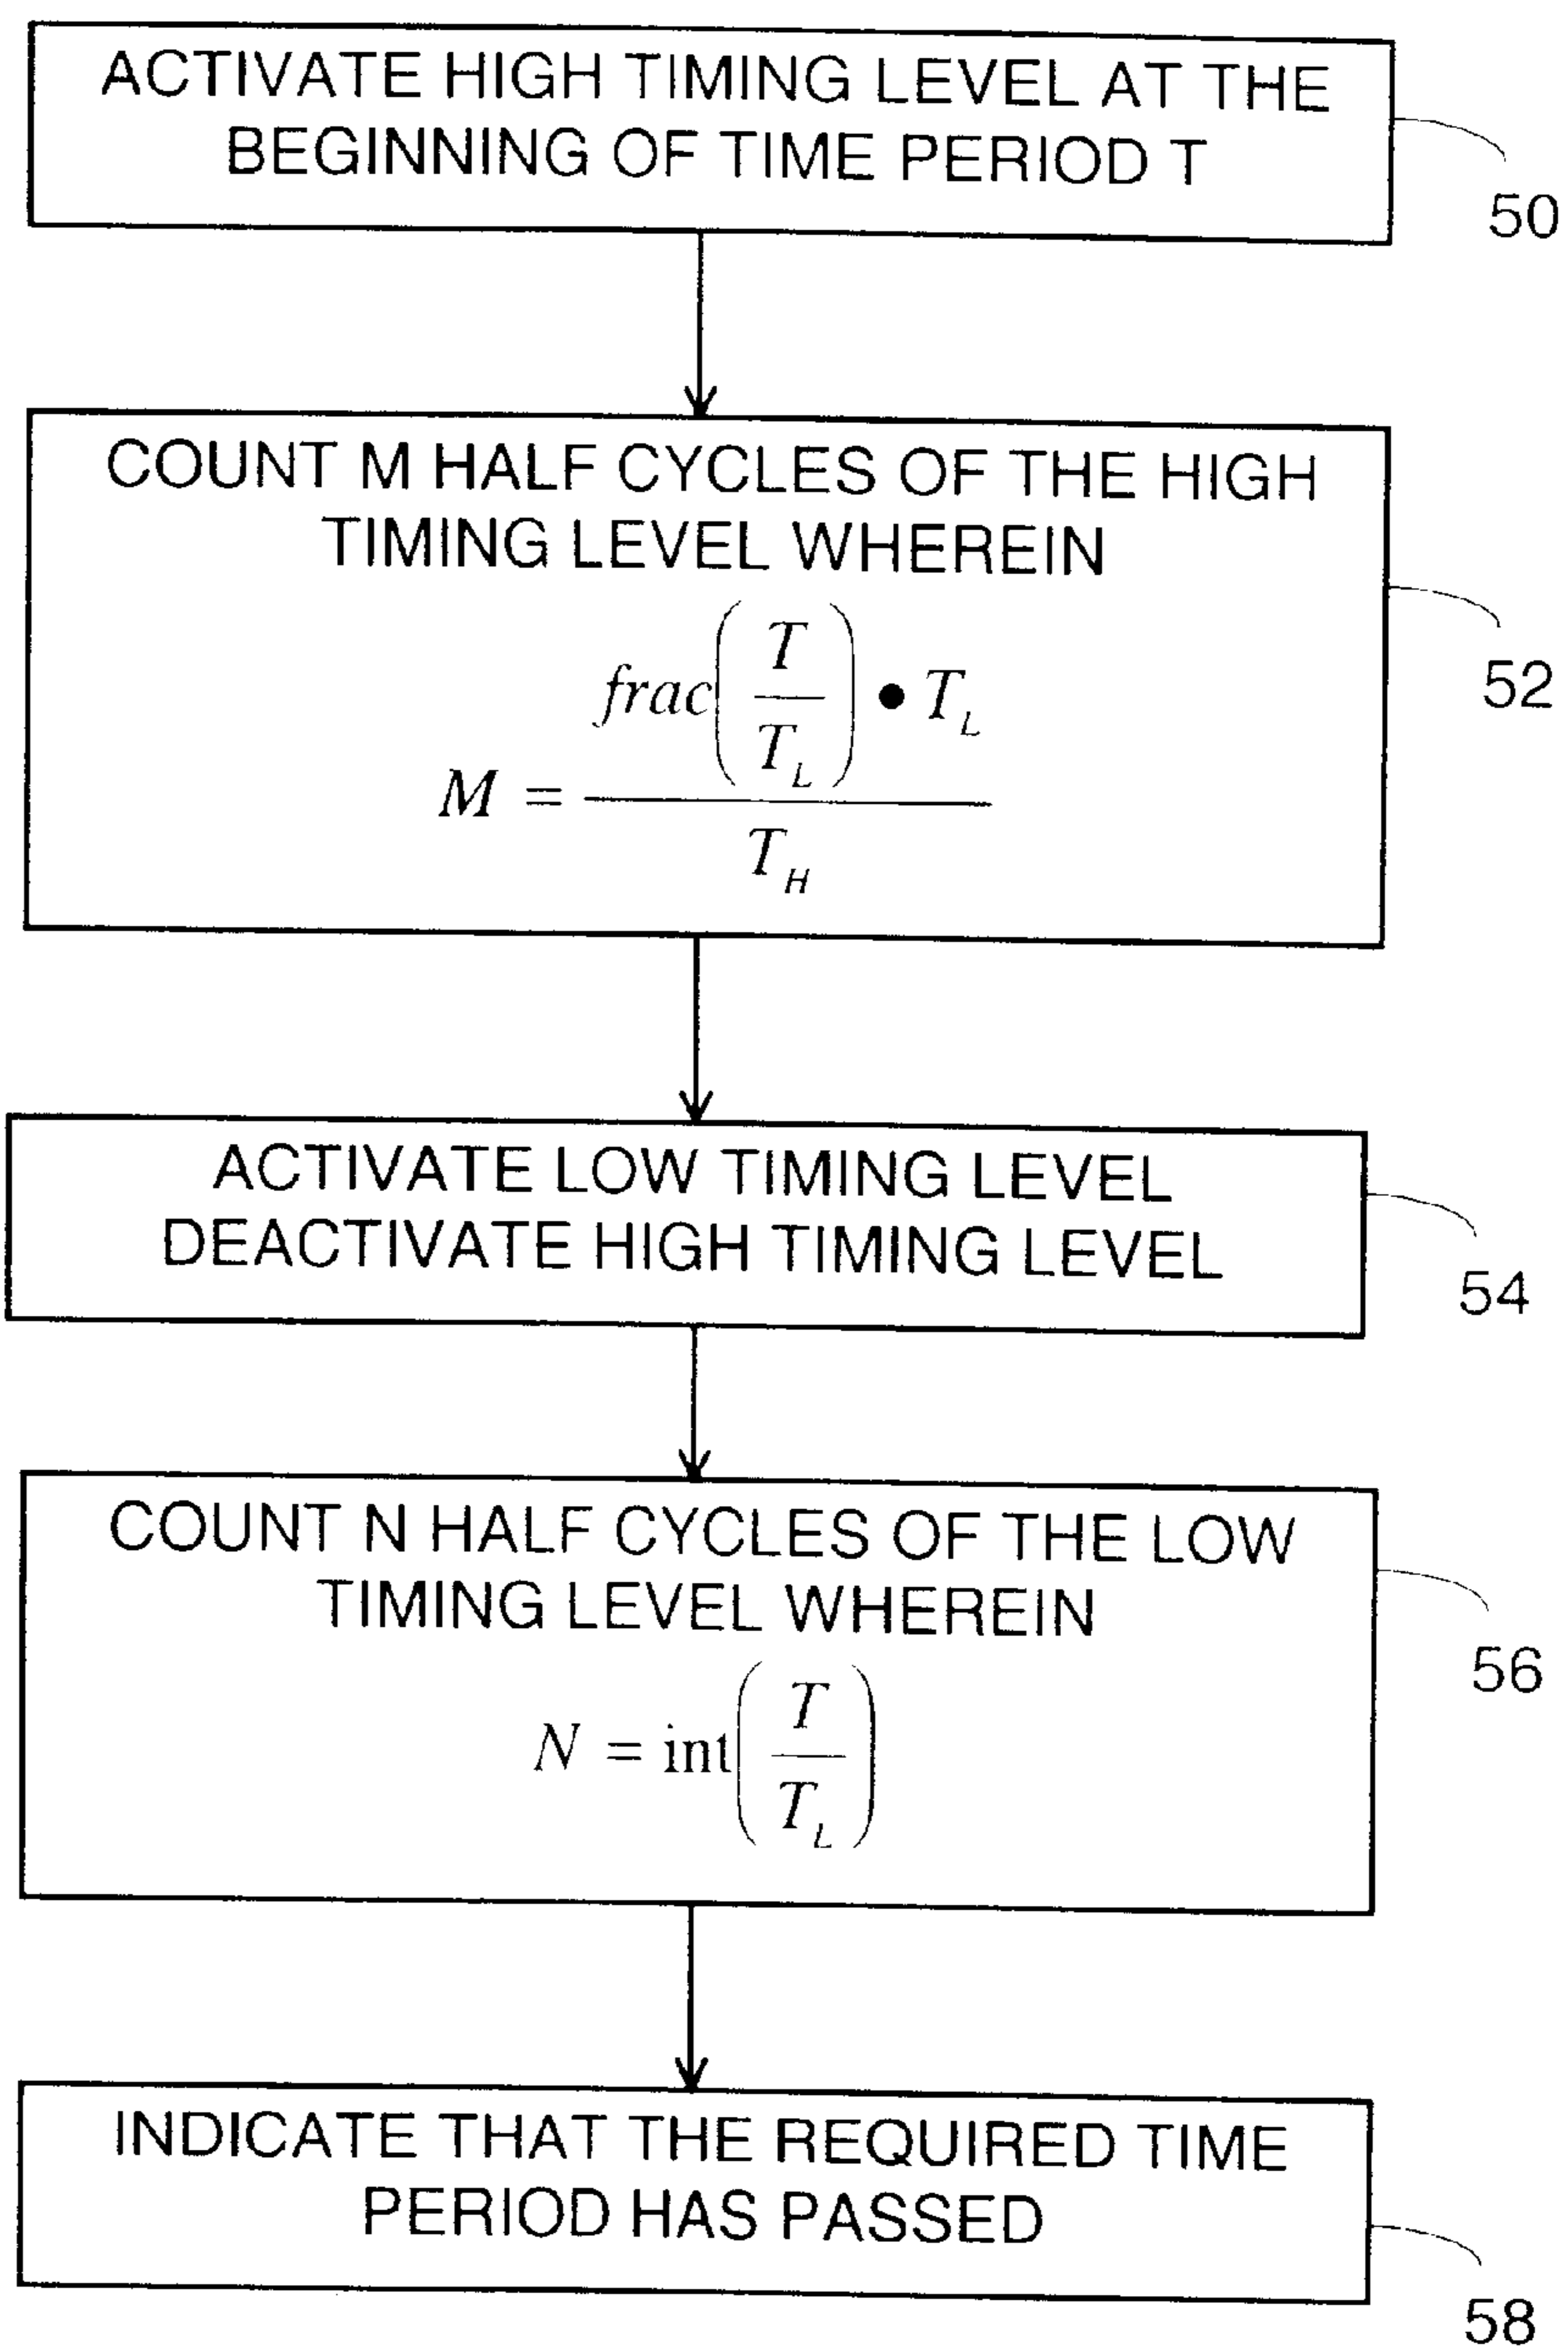 ACTIVATE HIGH TIMING LEVEL AT THE
BEGINNING OF TIME PERIOD T
50
COUNT M HALF CYCLES OF THE HIGH
TIMING LEVEL WHEREIN
M = frac(T/T_L) • T_L / T_H
52
ACTIVATE LOW TIMING LEVEL
DEACTIVATE HIGH TIMING LEVEL
54
COUNT N HALF CYCLES OF THE LOW
TIMING LEVEL WHEREIN
N = int(T/T_L)
56
INDICATE THAT THE REQUIRED TIME
PERIOD HAS PASSED
58